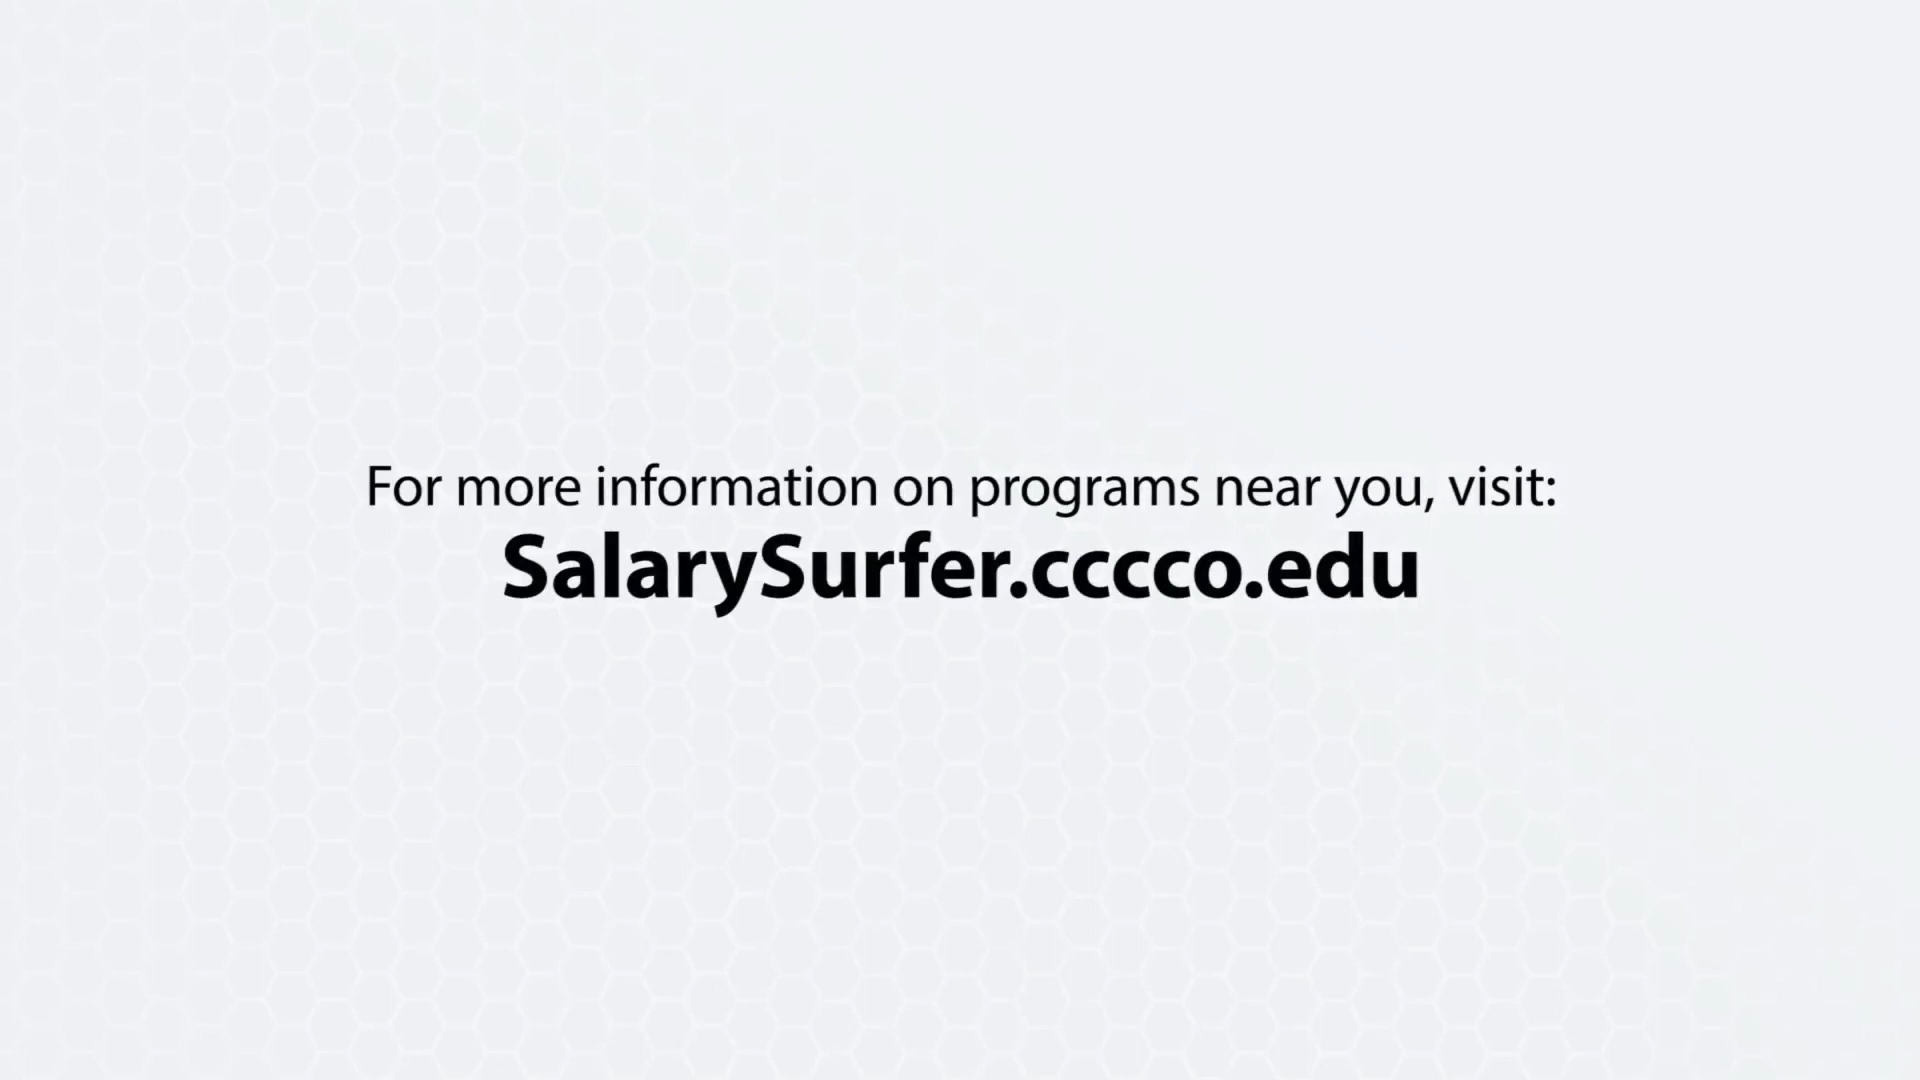 For more information on programs near you, visit:
SalarySurfer.cccco.edu